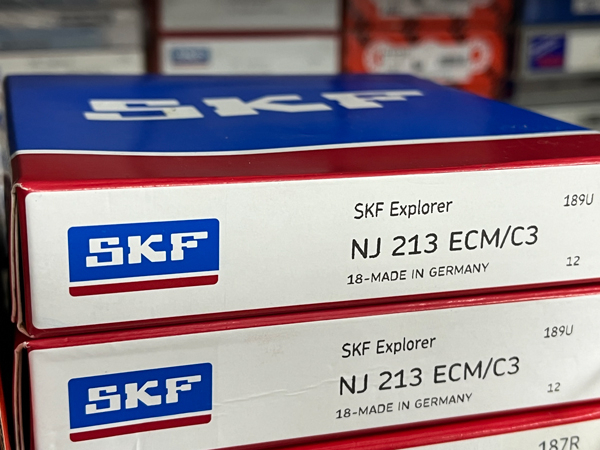 SKF
SKF
SKF Explorer
189U
NJ 213 ECM/C3
18-MADE IN GERMANY
12
SKF
SKF Explorer
189U
NJ 213 ECM/C3
18-MADE IN GERMANY
12
187R